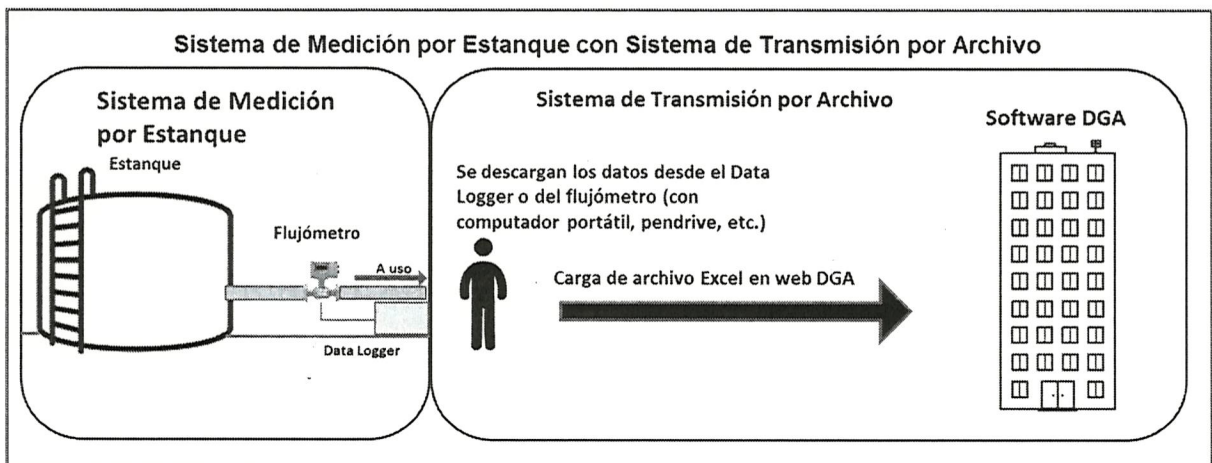 Sistema de Medición por Estanque con Sistema de Transmisión por Archivo
Sistema de Medición
por Estanque
Estanque
Flujómetro
A uso
Data Logger
Sistema de Transmisión por Archivo
Software DGA
Se descargan los datos desde el Data
Logger o del flujómetro (con
computador portátil, pendrive, etc.)
Carga de archivo Excel en web DGA